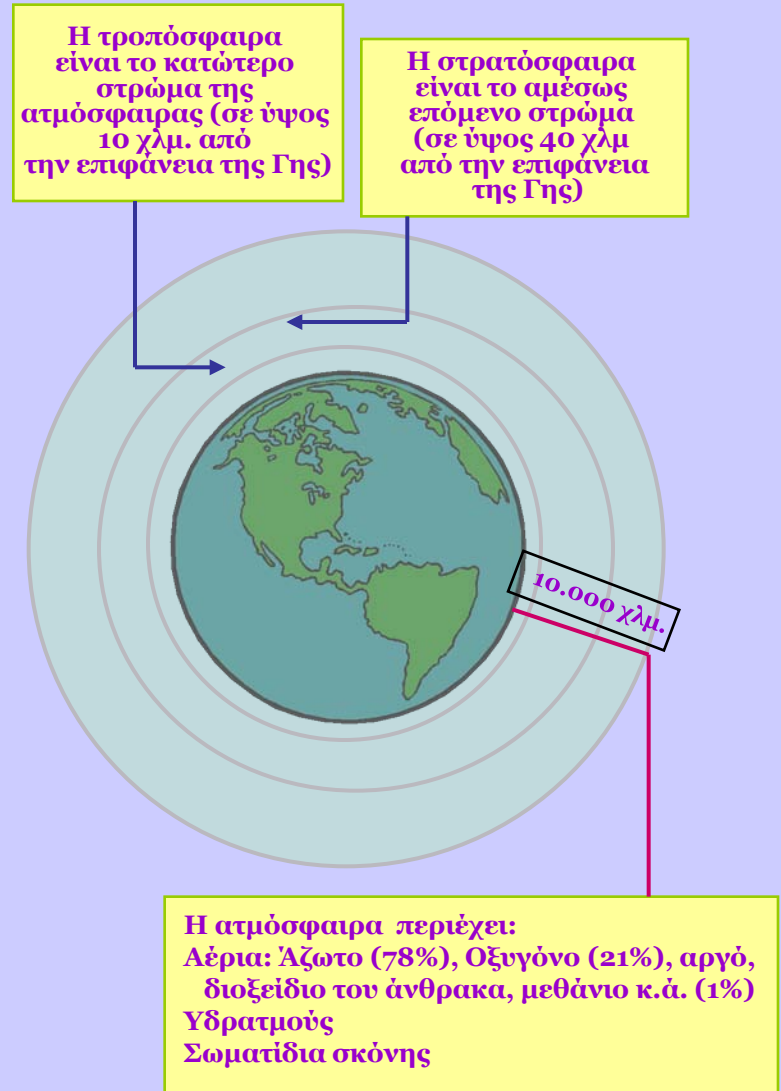 Η τροπόσφαιρα
είναι το κατώτερο
στρώμα της
ατμόσφαιρας (σε ύψος
10 χλμ. από
την επιφάνεια της Γης)
Η στρατόσφαιρα
είναι το αμέσως
επόμενο στρώμα
(σε ύψος 40 χλμ
από την επιφάνεια
της Γης)
10.000 χλμ.
Η ατμόσφαιρα περιέχει:
Αέρια: Άζωτο (78%), Οξυγόνο (21%), αργό,
διοξείδιο του άνθρακα, μεθάνιο κ.ά. (1%)
Υδρατμούς
Σωματίδια σκόνης